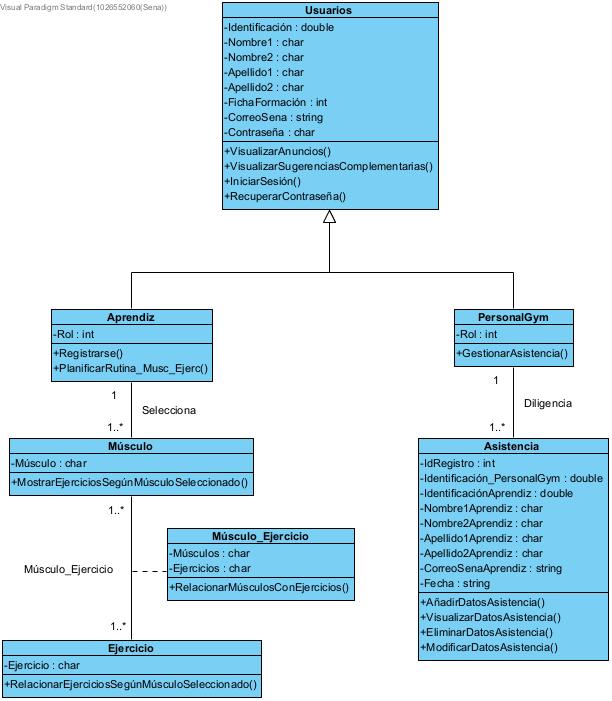 Visual Paradigm Standard(1026552060(Sena))
Usuarios
-Identificación : double
-Nombre1 : char
-Nombre2 : char
-Apellido1 : char
-Apellido2 : char
-FichaFormación : int
-CorreoSena : string
-Contraseña : char
+VisualizarAnuncios()
+VisualizarSugerenciasComplementarias()
+IniciarSesión()
+RecuperarContraseña()
Aprendiz
-Rol : int
+Registrarse()
+PlanificarRutina_Musc_Ejerc()
PersonalGym
-Rol : int
+GestionarAsistencia()
1
Selecciona
1..*
1
Diligencia
1..*
Músculo
-Músculo : char
+MostrarEjerciciosSegúnMúsculoSeleccionado()
Asistencia
-IdRegistro : int
-Identificación_PersonalGym : double
-IdentificaciónAprendiz : double
-Nombre1Aprendiz : char
-Nombre2Aprendiz : char
-Apellido1Aprendiz : char
-Apellido2Aprendiz : char
-CorreoSenaAprendiz : string
-Fecha : string
+AñadirDatosAsistencia()
+VisualizarDatosAsistencia()
+EliminarDatosAsistencia()
+ModificarDatosAsistencia()
1..*
Músculo_Ejercicio
Músculo_Ejercicio
-Músculos : char
-Ejercicios : char
+RelacionarMúsculosConEjercicios()
1..*
Ejercicio
-Ejercicio : char
+RelacionarEjerciciosSegúnMúsculoSeleccionado()